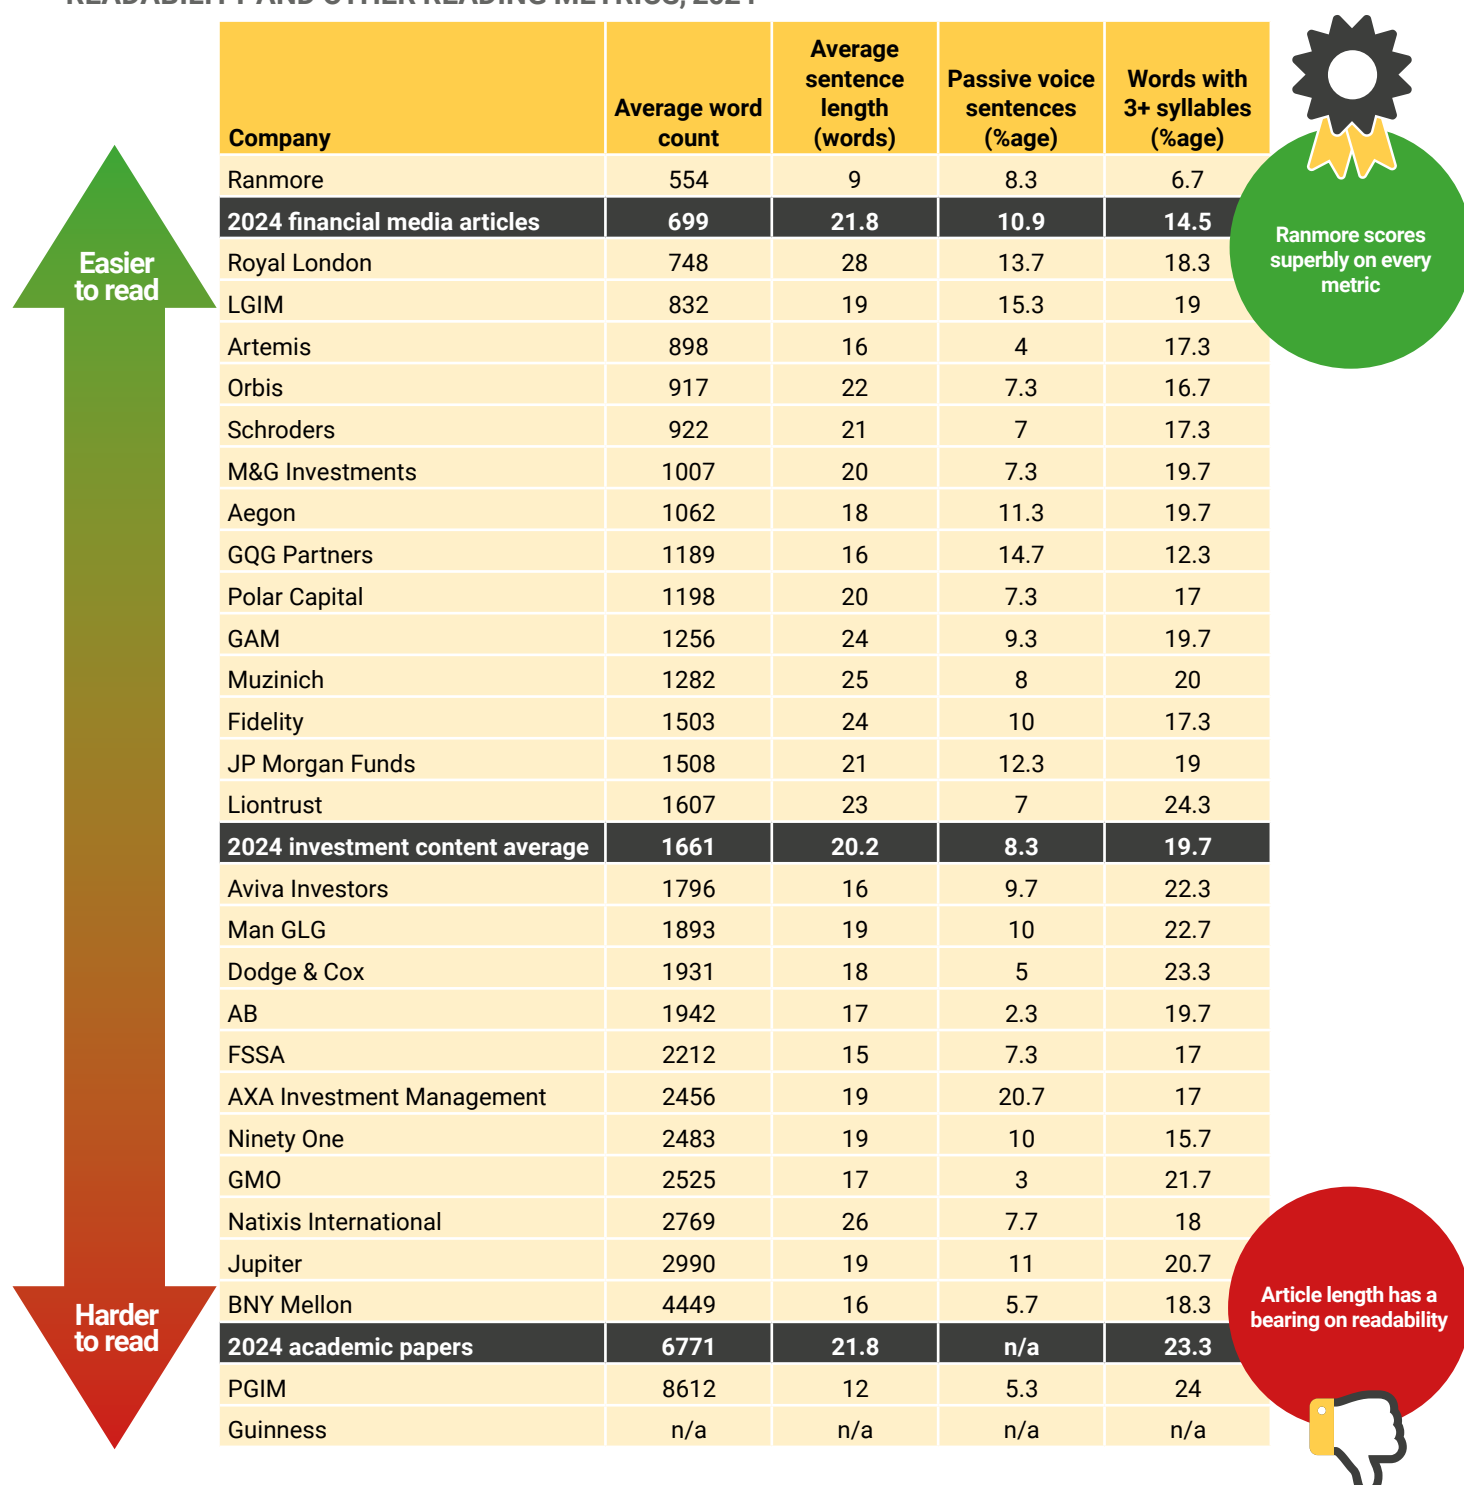 READABILITY AND OTHER READING METRICS, 2024
Company
Average word
count
Average
sentence
length
(words)
Passive voice
sentences
(%age)
Words with
3+ syllables
(%age)
Ranmore 554 9 8.3 6.7
2024 financial media articles 699 21.8 10.9 14.5
Royal London 748 28 13.7 18.3
LGIM 832 19 15.3 19
Artemis 898 16 4 17.3
Orbis 917 22 7.3 16.7
Schroders 922 21 7 17.3
M&G Investments 1007 20 7.3 19.7
Aegon 1062 18 11.3 19.7
GQG Partners 1189 16 14.7 12.3
Polar Capital 1198 20 7.3 17
GAM 1256 24 9.3 19.7
Muzinich 1282 25 8 20
Fidelity 1503 24 10 17.3
JP Morgan Funds 1508 21 12.3 19
Liontrust 1607 23 7 24.3
2024 investment content average 1661 20.2 8.3 19.7
Aviva Investors 1796 16 9.7 22.3
Man GLG 1893 19 10 22.7
Dodge & Cox 1931 18 5 23.3
AB 1942 17 2.3 19.7
FSSA 2212 15 7.3 17
AXA Investment Management 2456 19 20.7 17
Ninety One 2483 19 10 15.7
GMO 2525 17 3 21.7
Natixis International 2769 26 7.7 18
Jupiter 2990 19 11 20.7
BNY Mellon 4449 16 5.7 18.3
2024 academic papers 6771 21.8 n/a 23.3
PGIM 8612 12 5.3 24
Guinness n/a n/a n/a n/a
Easier
to read
Harder
to read
Ranmore scores
superbly on every
metric
Article length has a
bearing on readability